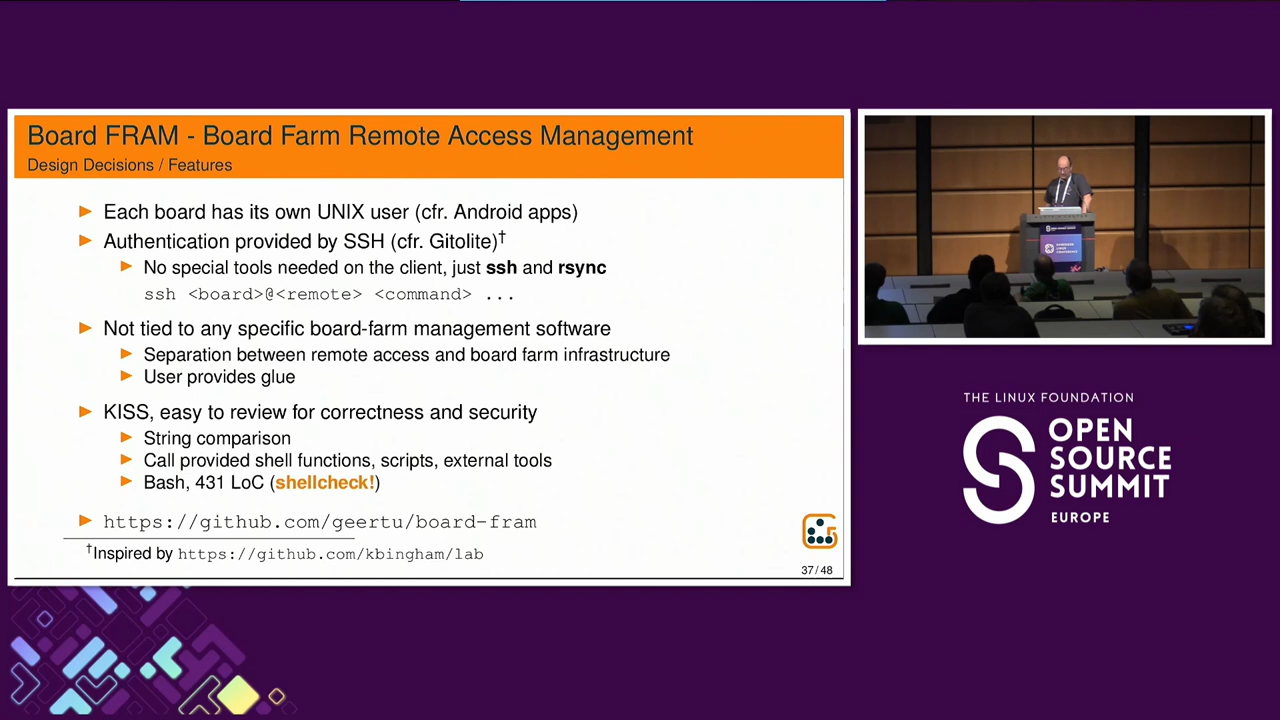 Board FRAM - Board Farm Remote Access Management
Design Decisions / Features
Each board has its own UNIX user (cfr. Android apps)
Authentication provided by SSH (cfr. Gitolite)†
No special tools needed on the client, just ssh and rsync
ssh <board>@<remote> <command> ...
Not tied to any specific board-farm management software
Separation between remote access and board farm infrastructure
User provides glue
KISS, easy to review for correctness and security
String comparison
Call provided shell functions, scripts, external tools
Bash, 431 LoC (shellcheck!)
https://github.com/geertu/board-fram
†Inspired by https://github.com/kbingham/lab
37/48
THE LINUX FOUNDATION
OPEN
SOURCE
SUMMIT
EUROPE